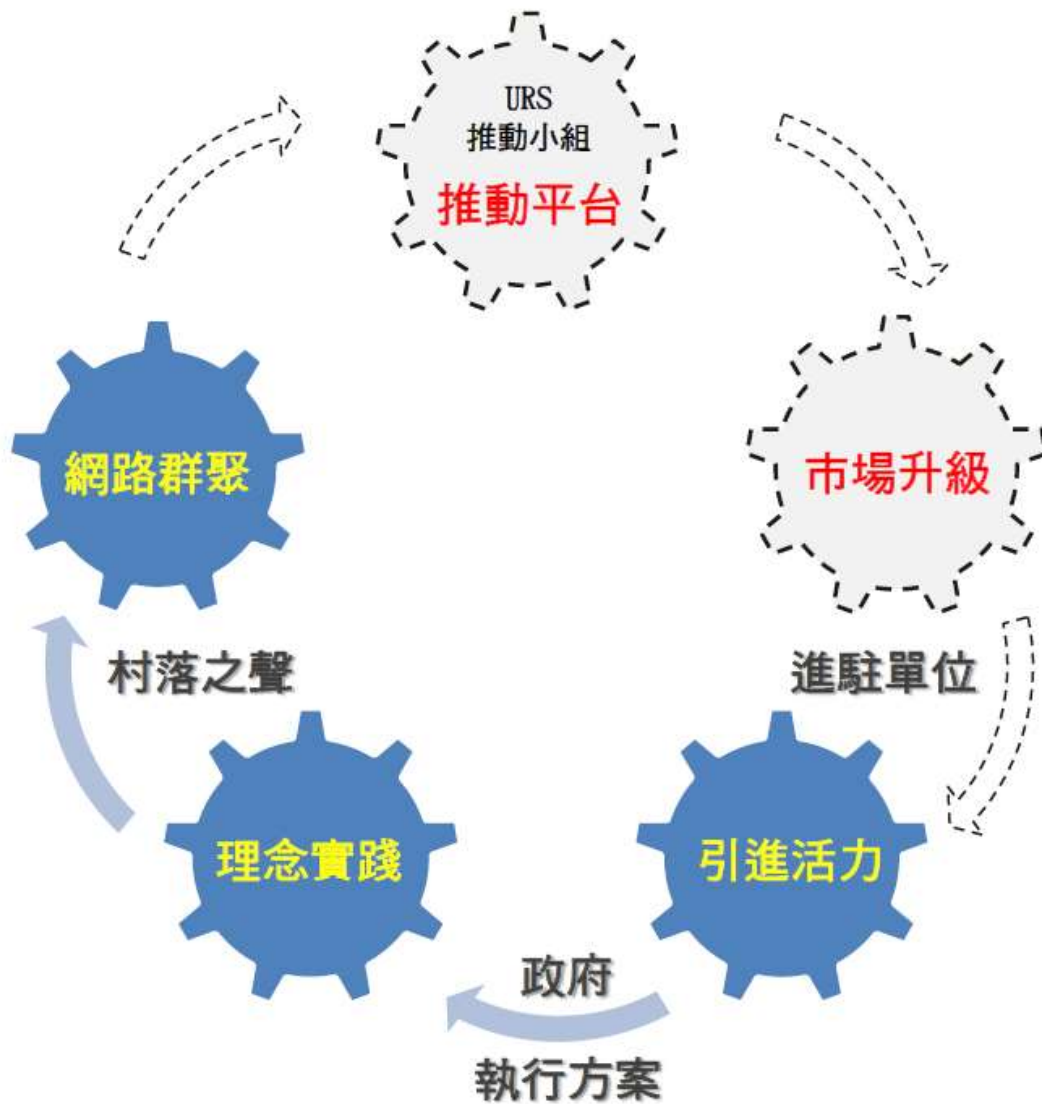 URS
推動小組
推動平台
網路群聚
市場升級
村落之聲
進駐單位
理念實踐
引進活力
政府
執行方案